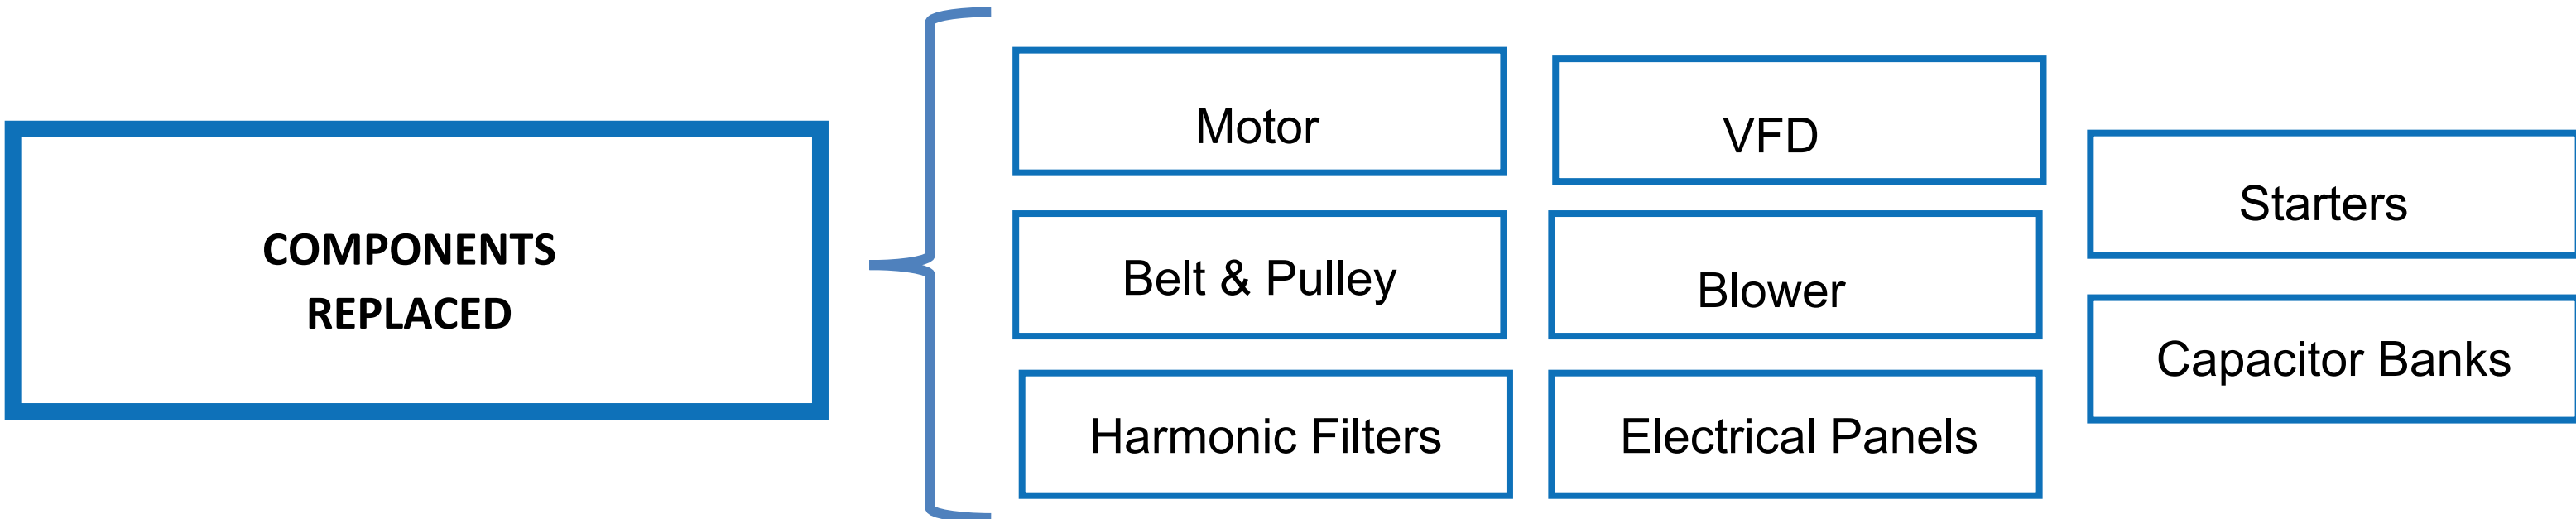 COMPONENTS
REPLACED
Motor
VFD
Starters
Belt & Pulley
Blower
Capacitor Banks
Harmonic Filters
Electrical Panels